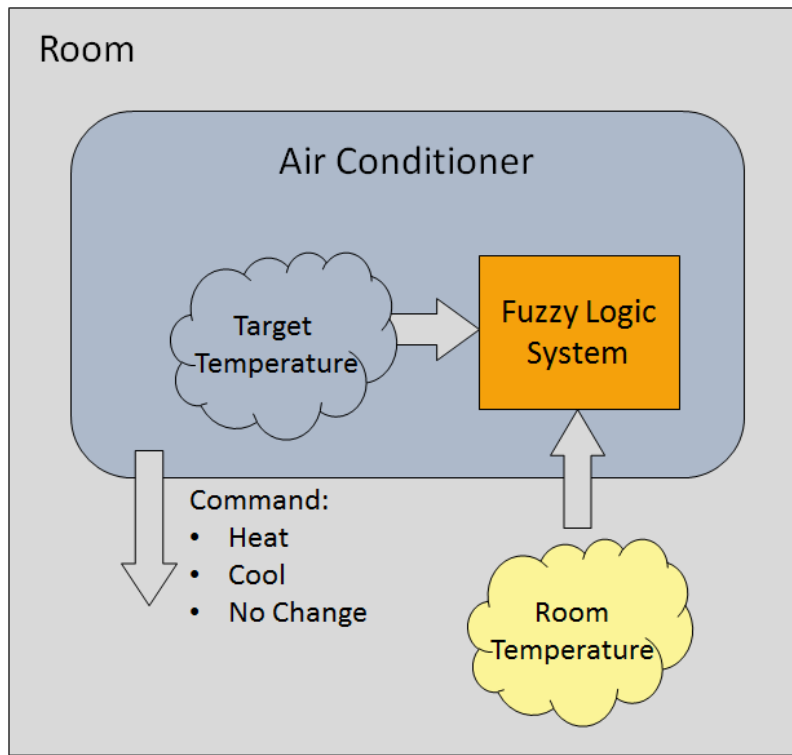 Room
Air Conditioner
Target
Temperature
Fuzzy Logic
System
Command:
• Heat
• Cool
• No Change
Room
Temperature